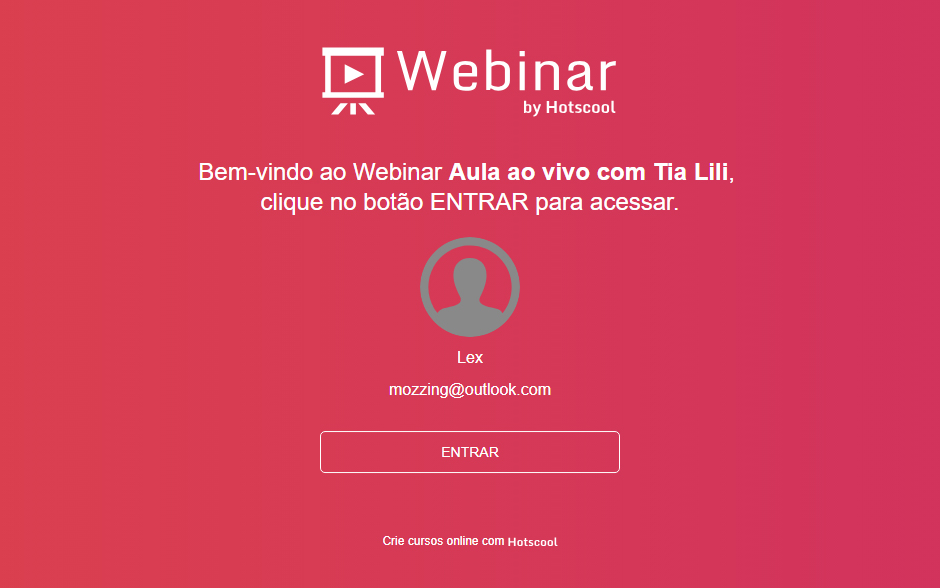 Webinar
by Hotscool
Bem-vindo ao Webinar Aula ao vivo com Tia Lili,
clique no botão ENTRAR para acessar.
Lex
mozzing@outlook.com
ENTRAR
Crie cursos online com Hotscool